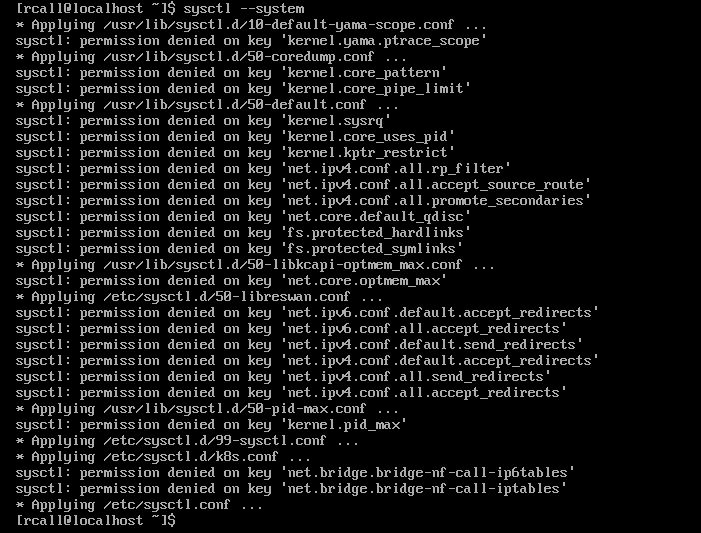 [rcall@localhost ~]$ sysctl --system
* Applying /usr/lib/sysctl.d/10-default-yama-scope.conf ...
sysctl: permission denied on key 'kernel.yama.ptrace_scope'
* Applying /usr/lib/sysctl.d/50-coredump.conf ...
sysctl: permission denied on key 'kernel.core_pattern'
sysctl: permission denied on key 'kernel.core_pipe_limit'
* Applying /usr/lib/sysctl.d/50-default.conf ...
sysctl: permission denied on key 'kernel.sysrq'
sysctl: permission denied on key 'kernel.core_uses_pid'
sysctl: permission denied on key 'kernel.kptr_restrict'
sysctl: permission denied on key 'net.ipv4.conf.all.rp_filter'
sysctl: permission denied on key 'net.ipv4.conf.all.accept_source_route'
sysctl: permission denied on key 'net.ipv4.conf.all.promote_secondaries'
sysctl: permission denied on key 'net.core.default_qdisc'
sysctl: permission denied on key 'fs.protected_hardlinks'
sysctl: permission denied on key 'fs.protected_symlinks'
* Applying /usr/lib/sysctl.d/50-libkcapi-optmem_max.conf ...
sysctl: permission denied on key 'net.core.optmem_max'
* Applying /etc/sysctl.d/50-libreswan.conf ...
sysctl: permission denied on key 'net.ipv6.conf.default.accept_redirects'
sysctl: permission denied on key 'net.ipv6.conf.all.accept_redirects'
sysctl: permission denied on key 'net.ipv4.conf.default.send_redirects'
sysctl: permission denied on key 'net.ipv4.conf.default.accept_redirects'
sysctl: permission denied on key 'net.ipv4.conf.all.send_redirects'
sysctl: permission denied on key 'net.ipv4.conf.all.accept_redirects'
* Applying /usr/lib/sysctl.d/50-pid-max.conf ...
sysctl: permission denied on key 'kernel.pid_max'
* Applying /etc/sysctl.d/99-sysctl.conf ...
* Applying /etc/sysctl.d/k8s.conf ...
sysctl: permission denied on key 'net.bridge.bridge-nf-call-ip6tables'
sysctl: permission denied on key 'net.bridge.bridge-nf-call-iptables'
* Applying /etc/sysctl.conf ...
[rcall@localhost ~]$